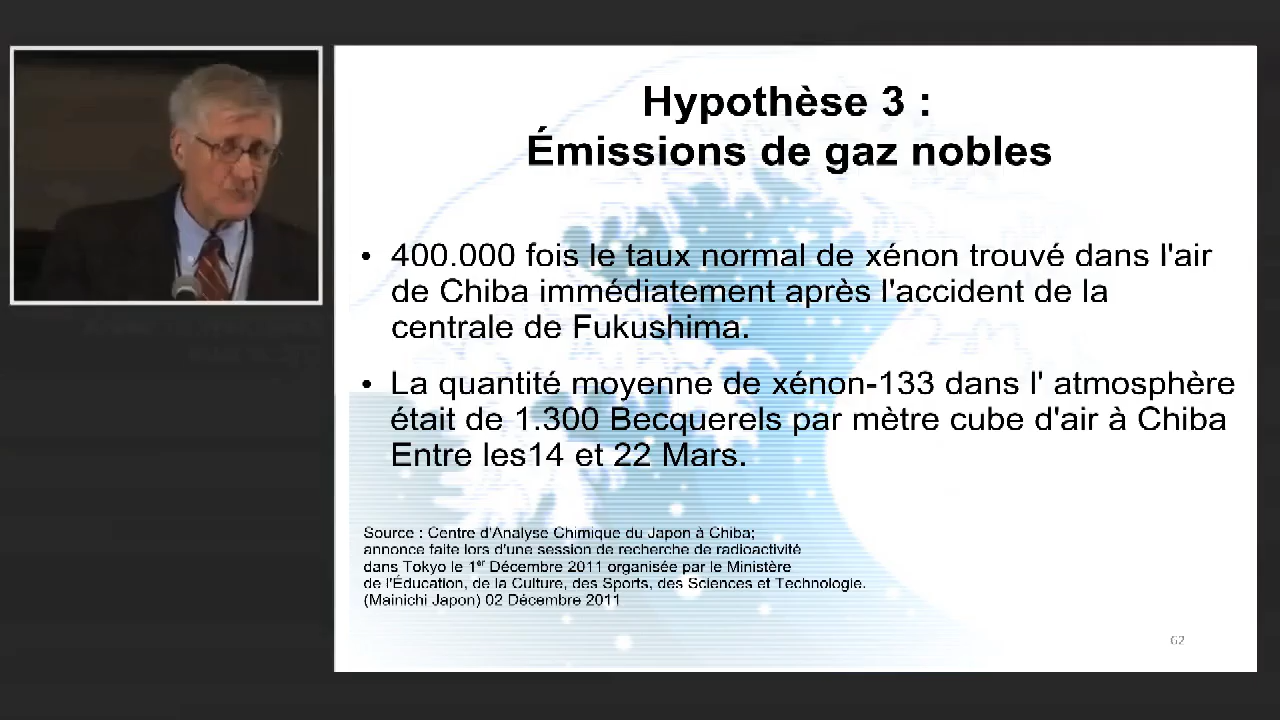 Hypothèse 3 :
Émissions de gaz nobles
• 400.000 fois le taux normal de xénon trouvé dans l'air
de Chiba immédiatement après l'accident de la
centrale de Fukushima.
• La quantité moyenne de xénon-133 dans l' atmosphère
était de 1.300 Becquerels par mètre cube d'air à Chiba
Entre les14 et 22 Mars.
Source : Centre d'Analyse Chimique du Japon à Chiba;
annonce faite lors d'une session de recherche de radioactivité
dans Tokyo le 1er Décembre 2011 organisée par le Ministère
de l'Éducation, de la Culture, des Sports, des Sciences et Technologie.
(Mainichi Japon) 02 Décembre 2011
62